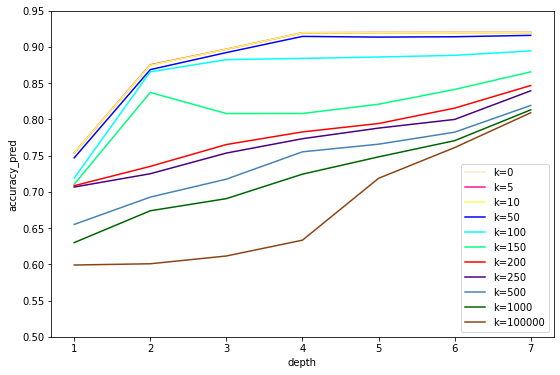 0.95
0.90
0.85
0.80
0.75
0.70
0.65
0.60
0.55
0.50
accuracy_pred
1 2 3 4 5 6 7
depth
k=0
k=5
k=10
k=50
k=100
k=150
k=200
k=250
k=500
k=1000
k=100000